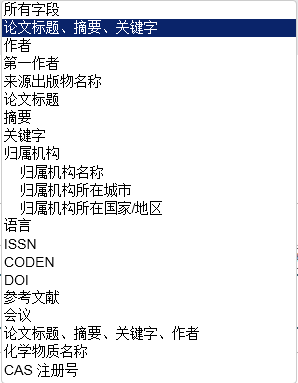 所有字段
论文标题、摘要、关键字
作者
第一作者
来源出版物名称
论文标题
摘要
关键字
归属机构
归属机构名称
归属机构所在城市
归属机构所在国家/地区
语言
ISSN
CODEN
DOI
参考文献
会议
论文标题、摘要、关键字、作者
化学物质名称
CAS 注册号